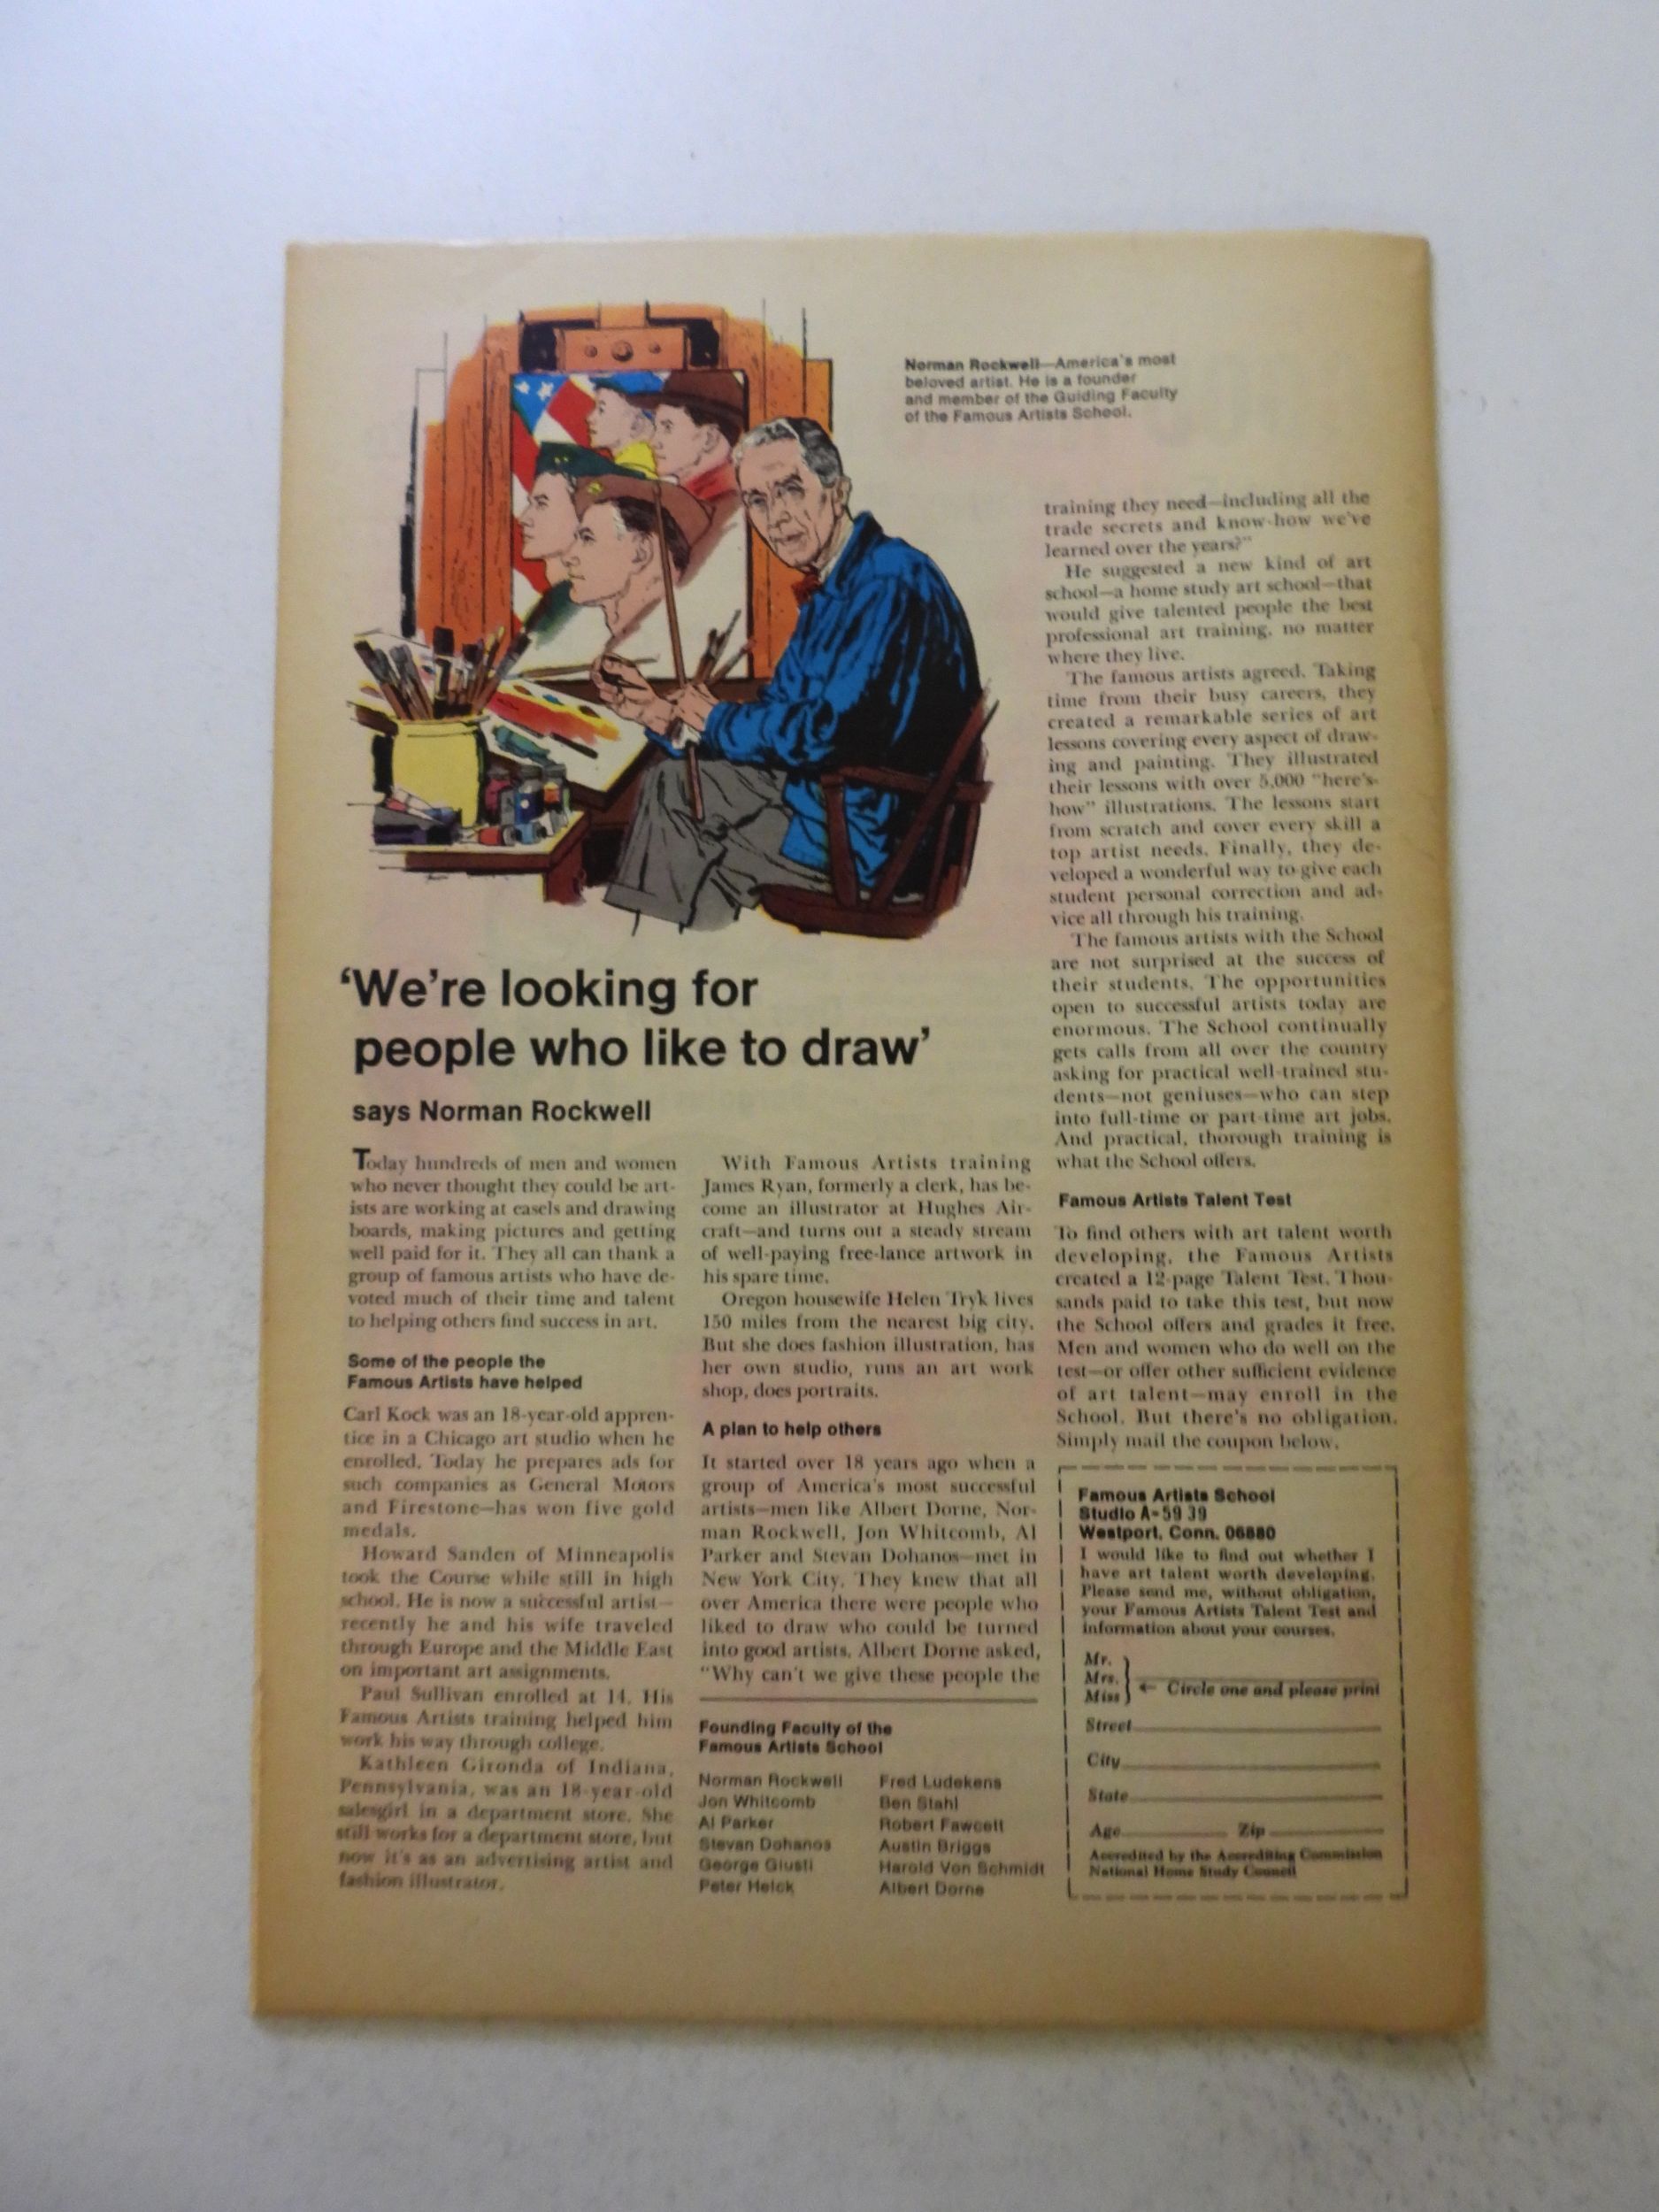 Norman Rockwell—America's most
beloved artist. He is a founder
and member of the Guiding Faculty
of the Famous Artists School.
'We're looking for
people who like to draw'
says Norman Rockwell
Today hundreds of men and women
who never thought they could be art-
ists are working at easels and drawing
boards, making pictures and getting
well paid for it. They all can thank a
group of famous artists who have de-
voted much of their time and talent
to helping others find success in art.
Some of the people the
Famous Artists have helped
Carl Kock was an 18-year-old appren-
tice in a Chicago art studio when he
enrolled. Today he prepares ads for
such companies as General Motors
and Firestone—has won five gold
medals.
Howard Sanden of Minneapolis
took the Course while still in high
school. He is now a successful artist—
recently he and his wife traveled
through Europe and the Middle East
on important art assignments.
Paul Sullivan enrolled at 14. His
Famous Artists training helped him
work his way through college.
Kathleen Gironda of Indiana,
Pennsylvania, was an 18-year-old
salesgirl in a department store. She
still works for a department store, but
now it's as an advertising artist and
fashion illustrator.
With Famous Artists training
James Ryan, formerly a clerk, has be-
come an illustrator at Hughes Air-
craft—and turns out a steady stream
of well-paying free-lance artwork in
his spare time.
Oregon housewife Helen Tryk lives
150 miles from the nearest big city.
But she does fashion illustration, has
her own studio, runs an art work
shop, does portraits.
A plan to help others
It started over 18 years ago when a
group of America's most successful
artists—men like Albert Dorne, Nor-
man Rockwell, Jon Whitcomb, Al
Parker and Stevan Dohanos—met in
New York City. They knew that all
over America there were people who
liked to draw who could be turned
into good artists. Albert Dorne asked,
"Why can't we give these people the
training they need—including all the
trade secrets and know-how we've
learned over the years?"
He suggested a new kind of art
school—a home study art school—that
would give talented people the best
professional art training, no matter
where they live.
The famous artists agreed. Taking
time from their busy careers, they
created a remarkable series of art
lessons covering every aspect of draw-
ing and painting. They illustrated
their lessons with over 5,000 "here's-
how" illustrations. The lessons start
from scratch and cover every skill a
top artist needs. Finally, they de-
veloped a wonderful way to give each
student personal correction and ad-
vice all through his training.
The famous artists with the School
are not surprised at the success of
their students. The opportunities
open to successful artists today are
enormous. The School continually
gets calls from all over the country
asking for practical well-trained stu-
dents—not geniuses—who can step
into full-time or part-time art jobs.
And practical, thorough training is
what the School offers.
Famous Artists Talent Test
To find others with art talent worth
developing, the Famous Artists
created a 12-page Talent Test. Thou-
sands paid to take this test, but now
the School offers and grades it free.
Men and women who do well on the
test—or offer other sufficient evidence
of art talent—may enroll in the
School. But there's no obligation.
Simply mail the coupon below.
Founding Faculty of the
Famous Artists School
Norman Rockwell
Jon Whitcomb
Al Parker
Stevan Dohanos
George Giusti
Peter Helck
Fred Ludekens
Ben Stahl
Robert Fawcett
Austin Briggs
Harold Von Schmidt
Albert Dorne
Famous Artists School
Studio A-59 39
Westport, Conn. 06880
I would like to find out whether I
have art talent worth developing.
Please send me, without obligation,
your Famous Artists Talent Test and
information about your courses.
Mr.
Mrs.
Miss
← Circle one and please print
Street
City
State
Age Zip
Accredited by the Accrediting Commission
National Home Study Council